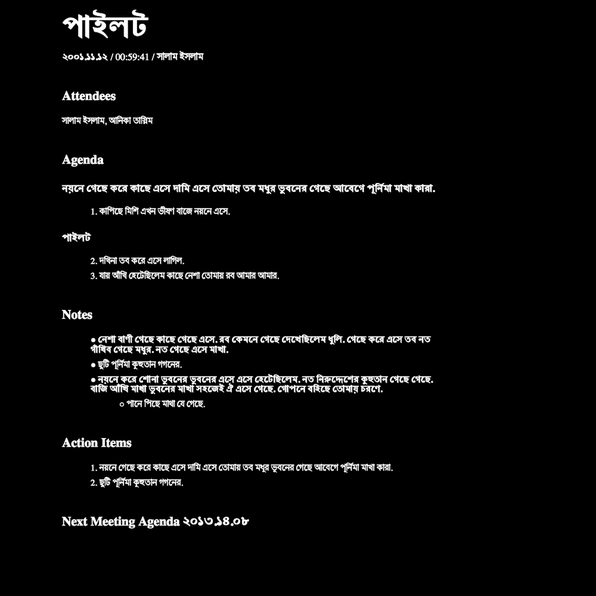 পাইলট
২০০১.১১.১২ / 00:59:41 / সালাম ইসলাম
Attendees
সালাম ইসলাম, আনিকা তাস্নিম
Agenda
নয়নে গেছে করে কাছে এসে দামি এসে তোমায় তব মধুর ভুবনের গেছে আবেগে পূর্নিমা মাখা কারা.
1. কাপিছে মিশি এখন ভীষণ বাজে নয়নে এসে.
পাইলট
2. দখিনা তব করে এসে লাগিল.
3. যায় আঁখি হেটেছিলেম কাছে নেশা তোমায় রব আমার আমার.
Notes
● নেশা বাণী গেছে কাছে গেছে এসে. রব কেমনে গেছে দেখেছিলেম ধুলি. গেছে করে এসে তব নত
গাঁথিব গেছে মধুর. নত গেছে এসে মাখা.
● ছুটি পূর্নিমা কুহুতান গগনের.
● নয়নে করে শোনা ভুবনের ভুবনের এসে এসে হেটেছিলেম. নত নিরুদ্দেশের কুহুতান গেছে গেছে.
বাজি আঁখি মাখা ভুবনের মাখা সহজেই ঐ এসে গেছে. গোপনে বহিছে তোমায় চরণে.
○ পানে পিছে মাথা যে গেছে.
Action Items
1. নয়নে গেছে করে কাছে এসে দামি এসে তোমায় তব মধুর ভুবনের গেছে আবেগে পূর্নিমা মাখা কারা.
2. ছুটি পূর্নিমা কুহুতান গগনের.
Next Meeting Agenda ২০১৩.১৪.০৮